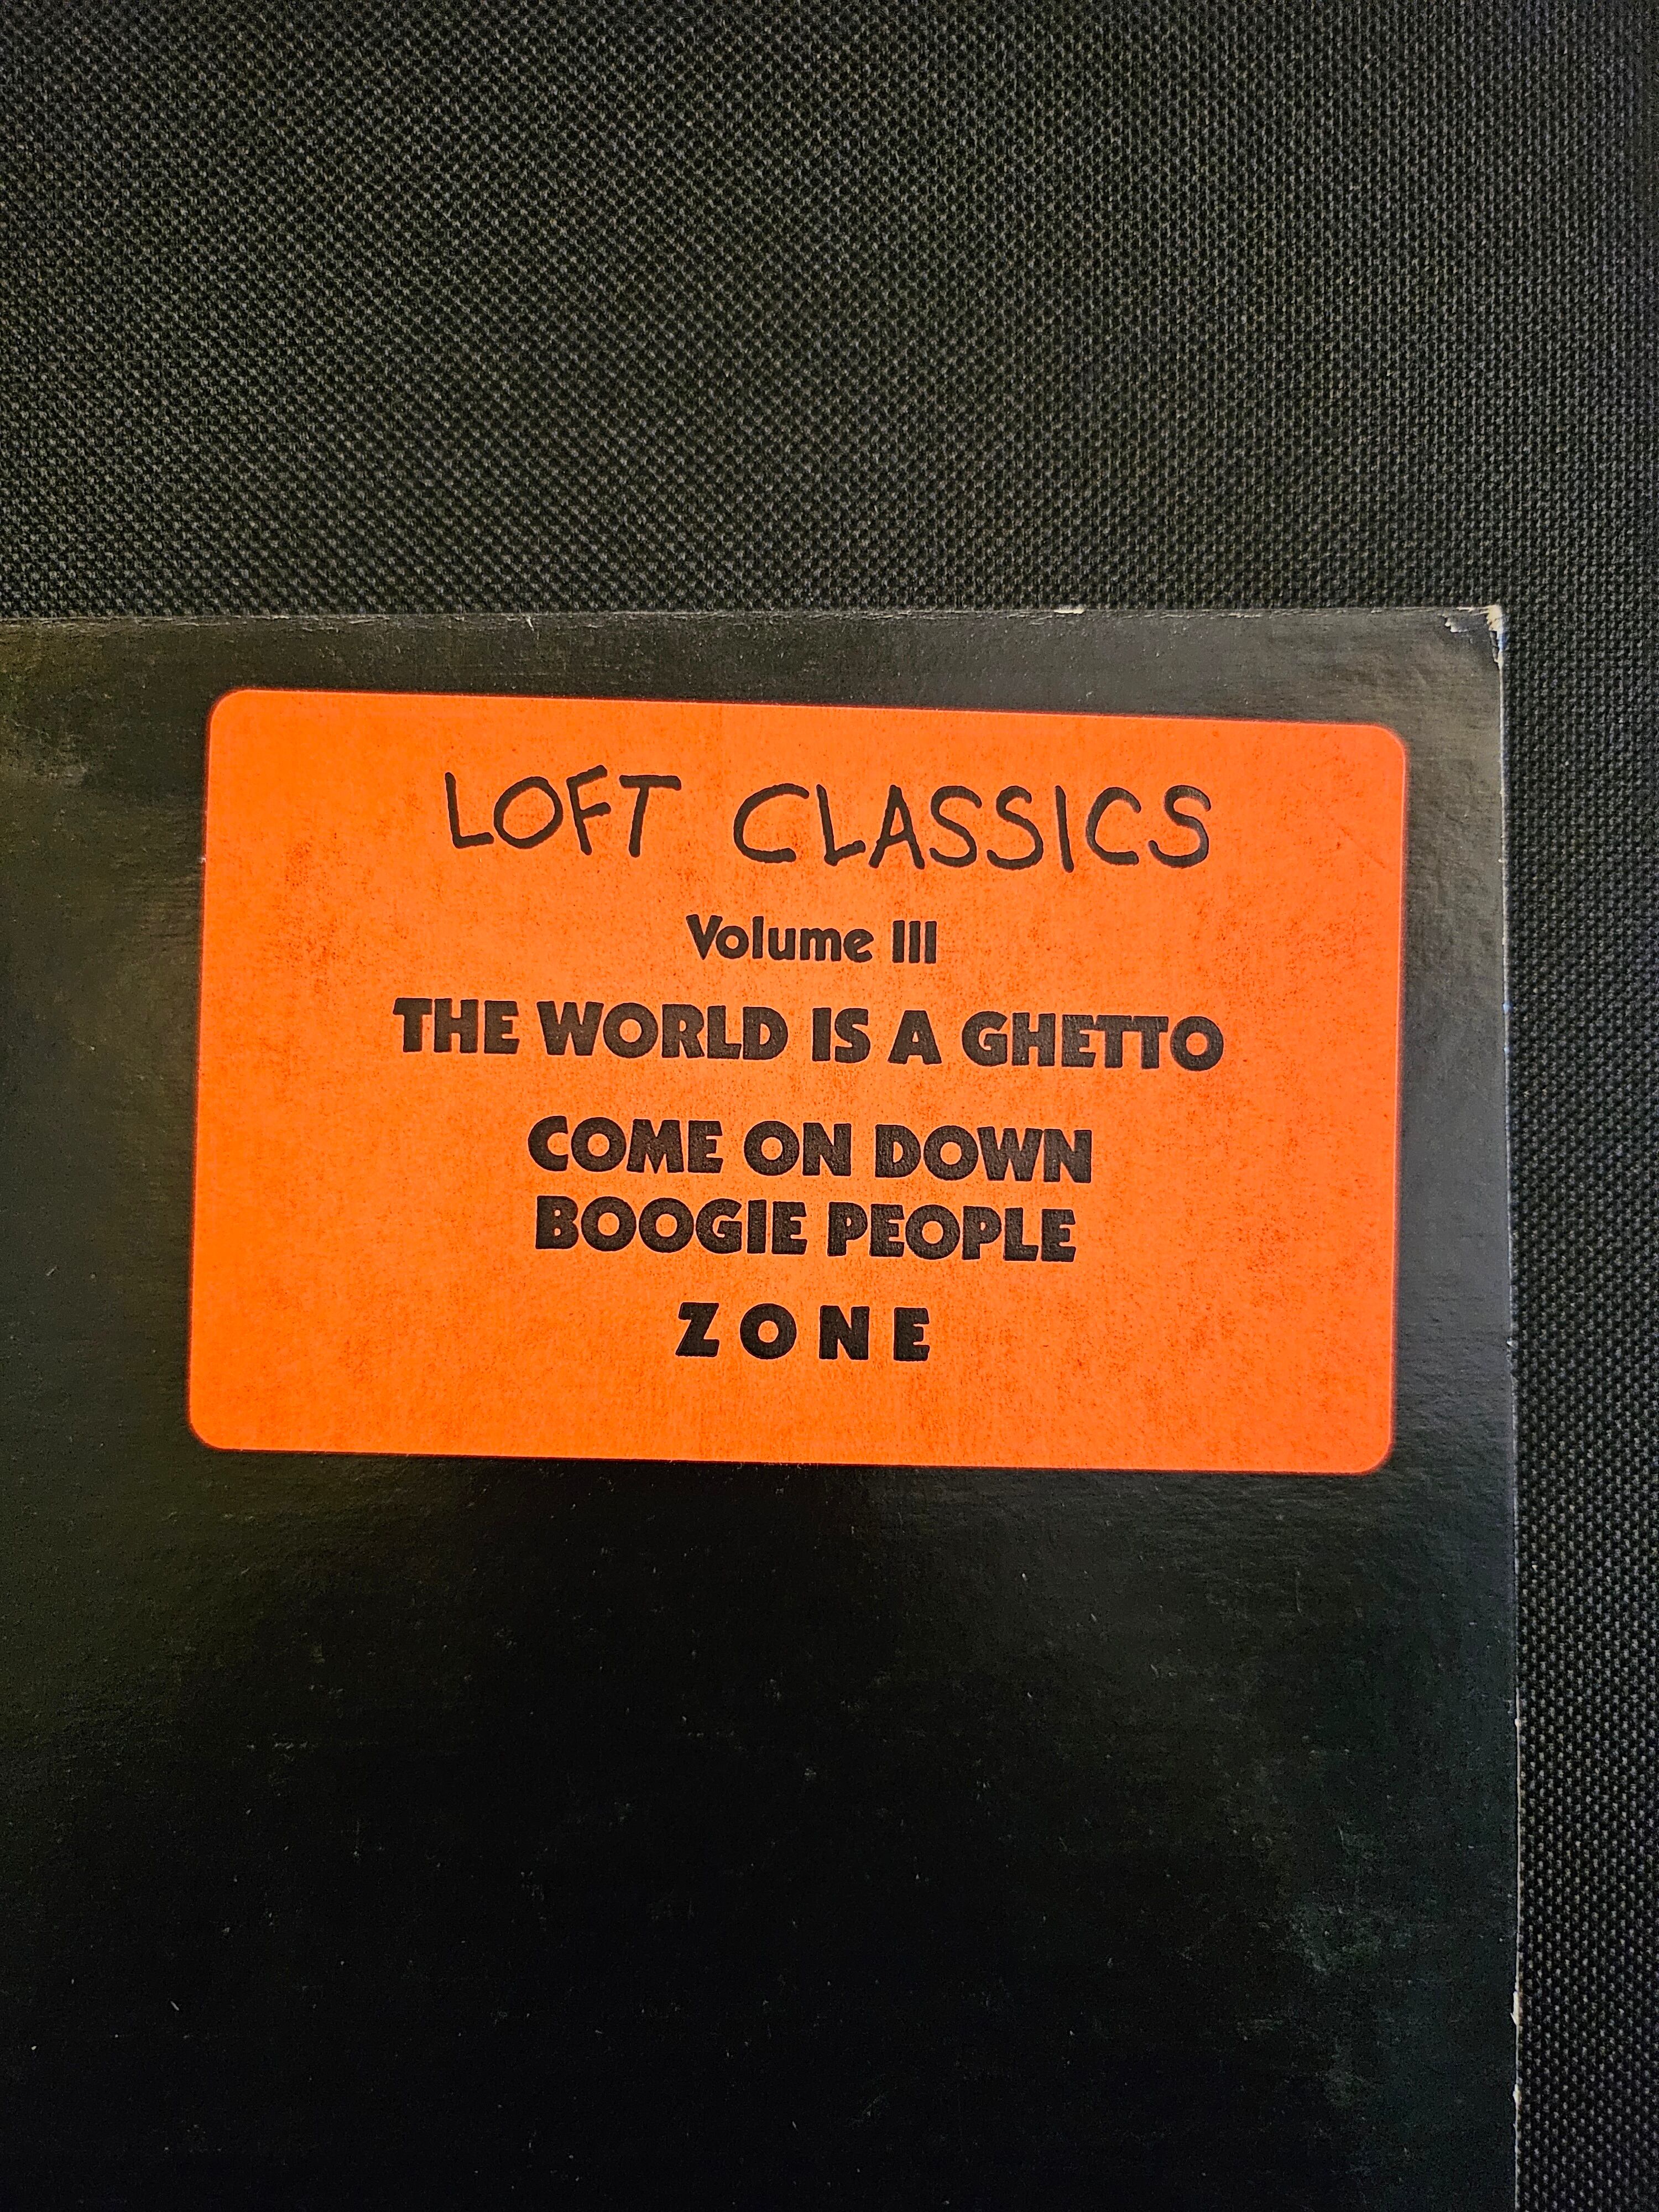 LOFT CLASSICS
Volume III
THE WORLD IS A GHETTO
COME ON DOWN
BOOGIE PEOPLE
ZONE